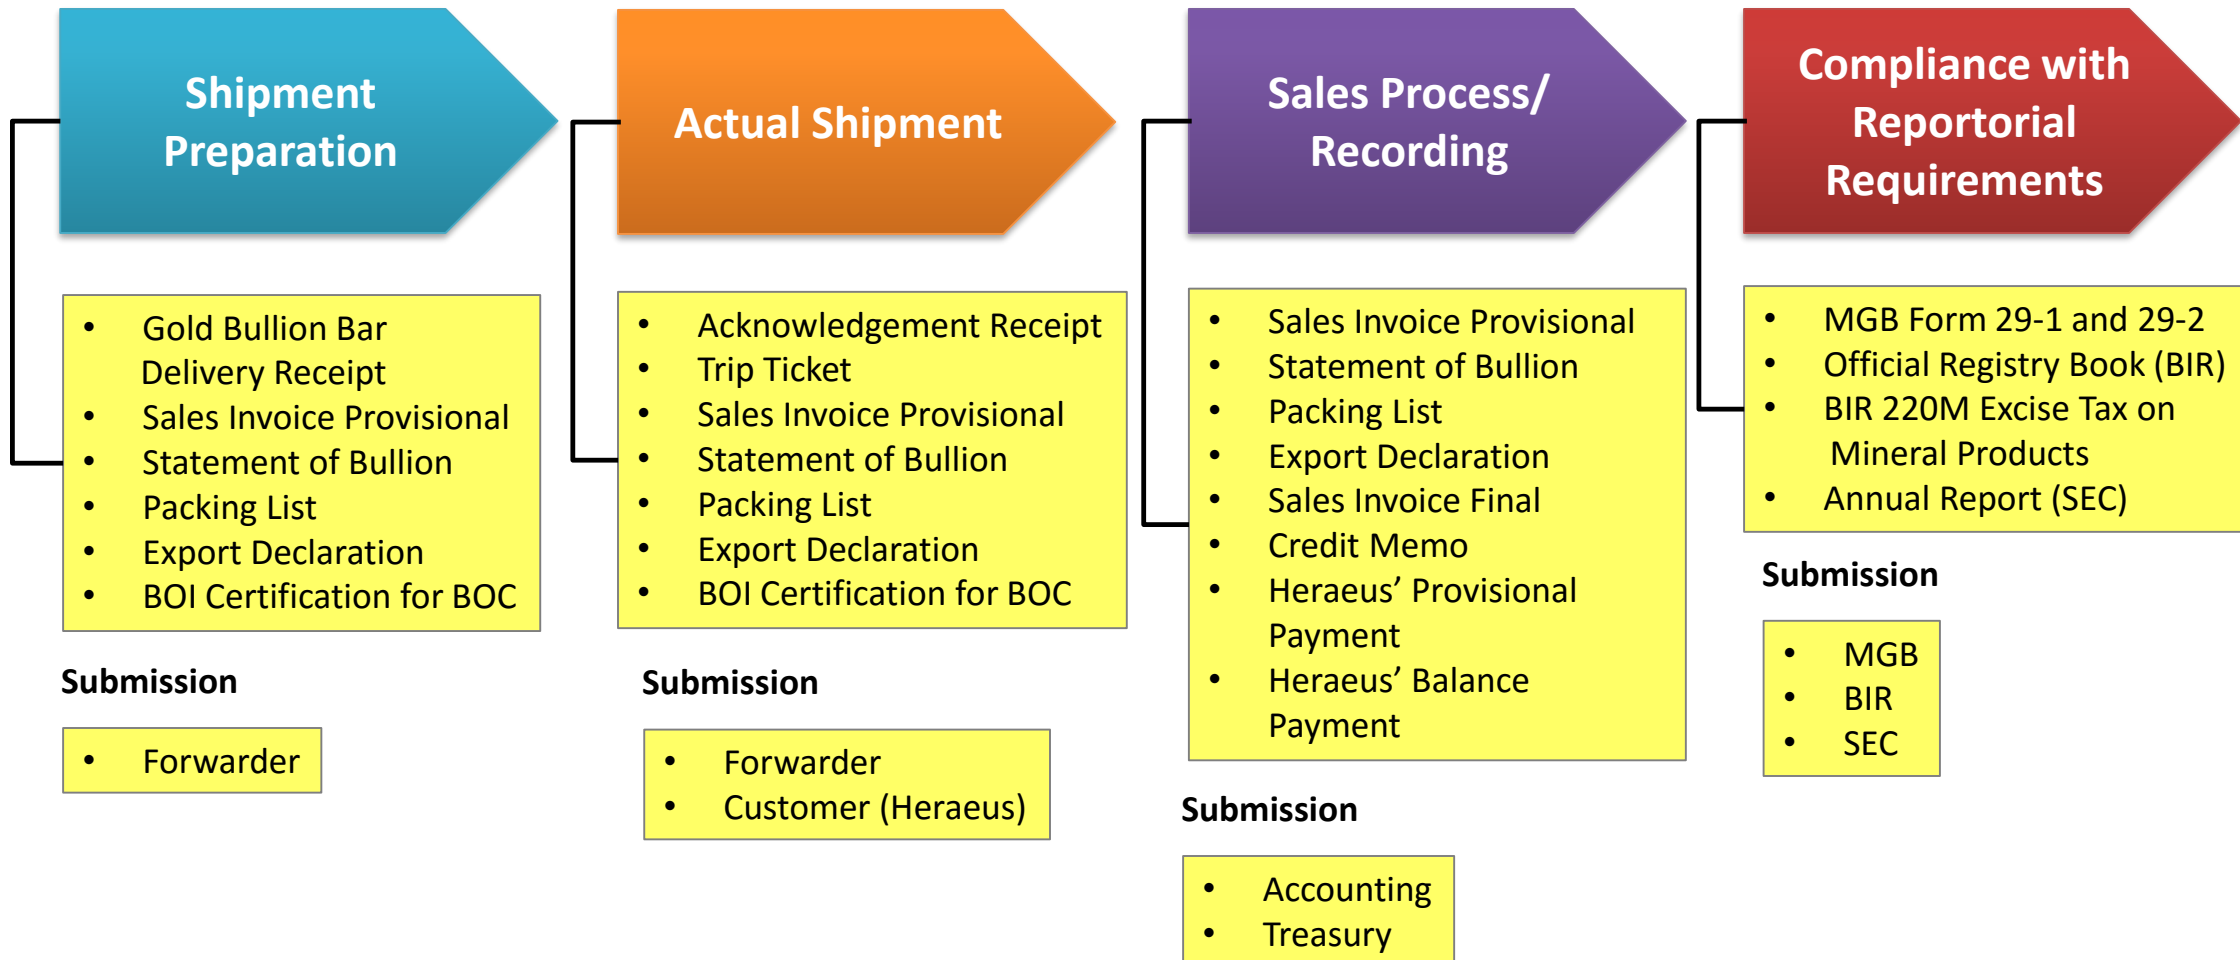 Shipment
Preparation
• Gold Bullion Bar
Delivery Receipt
• Sales Invoice Provisional
• Statement of Bullion
• Packing List
• Export Declaration
• BOI Certification for BOC
Submission
• Forwarder
Actual Shipment
• Acknowledgement Receipt
• Trip Ticket
• Sales Invoice Provisional
• Statement of Bullion
• Packing List
• Export Declaration
• BOI Certification for BOC
Submission
• Forwarder
• Customer (Heraeus)
Sales Process/
Recording
• Sales Invoice Provisional
• Statement of Bullion
• Packing List
• Export Declaration
• Sales Invoice Final
• Credit Memo
• Heraeus’ Provisional
Payment
• Heraeus’ Balance
Payment
Submission
• Accounting
• Treasury
Compliance with
Reportorial
Requirements
• MGB Form 29-1 and 29-2
• Official Registry Book (BIR)
• BIR 220M Excise Tax on
Mineral Products
• Annual Report (SEC)
Submission
• MGB
• BIR
• SEC